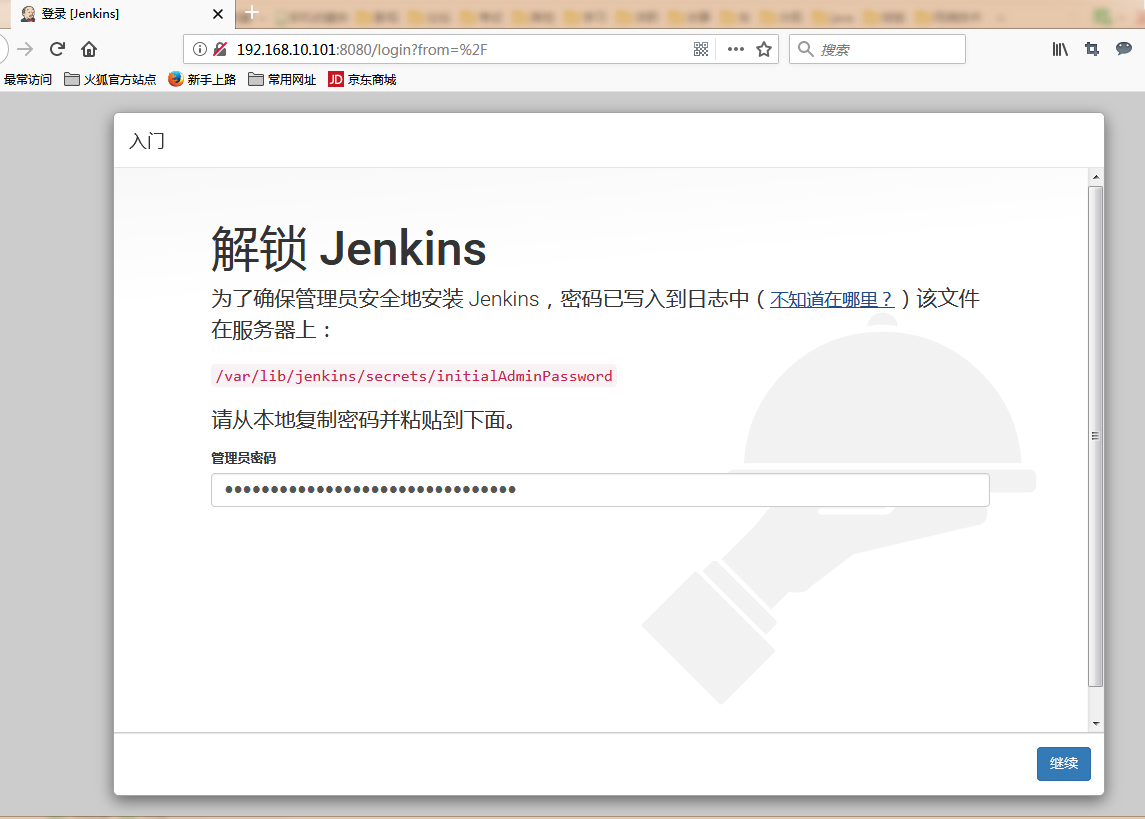 登录 [Jenkins]
192.168.10.101:8080/login?from=%2F
搜索
最常访问 火狐官方站点 新手上路 常用网址 JD 京东商城
入门
解锁 Jenkins
为了确保管理员安全地安装 Jenkins，密码已写入到日志中（不知道在哪里？）该文件
在服务器上：
/var/lib/jenkins/secrets/initialAdminPassword
请从本地复制密码并粘贴到下面。
管理员密码
继续